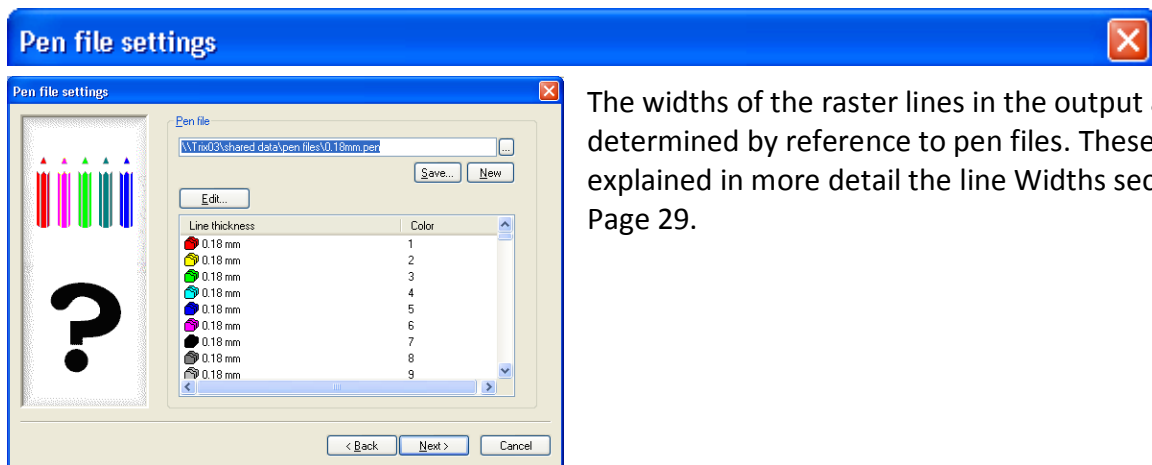 Pen file settings
Pen file settings
Pen file
\\Trix03\shared data\pen files\0.18mm.pen
...
Save... New
Edit...
Line thickness Color
0.18 mm 1
0.18 mm 2
0.18 mm 3
0.18 mm 4
0.18 mm 5
0.18 mm 6
0.18 mm 7
0.18 mm 8
0.18 mm 9
?
< Back Next > Cancel
The widths of the raster lines in the output
determined by reference to pen files. These
explained in more detail the line Widths sec
Page 29.